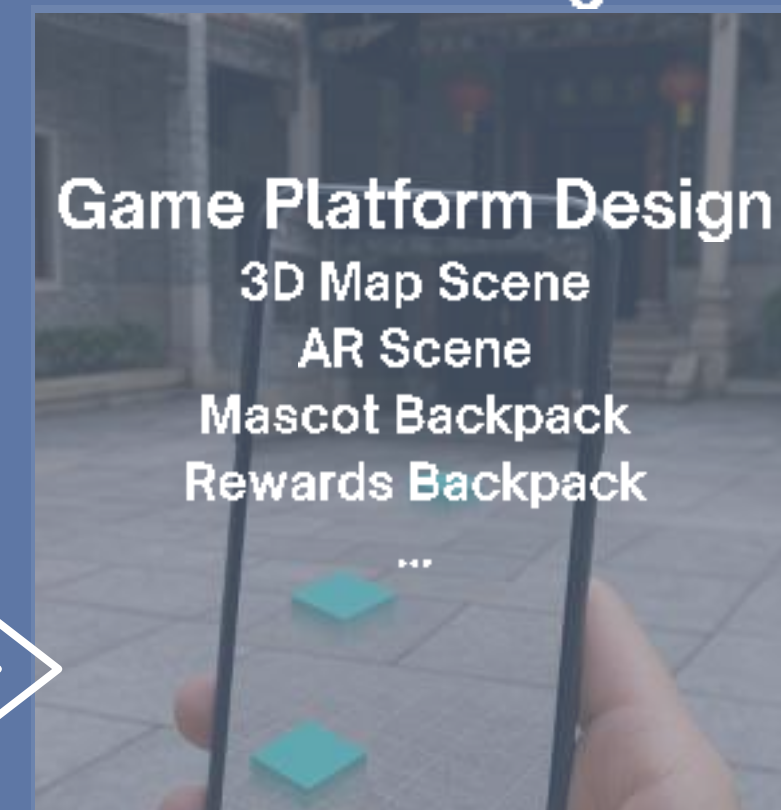 Game Platform Design
3D Map Scene
AR Scene
Mascot Backpack
Rewards Backpack
...